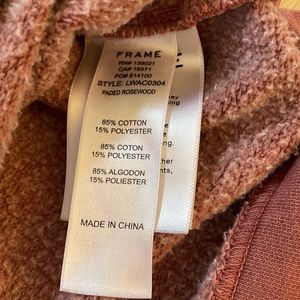 FRAME
RN# 139021
CA# 19371
PO# 814100
STYLE: LWAC0304
FADED ROSEWOOD
85% COTTON
15% POLYESTER
85% COTON
15% POLYESTER
85% ALGODON
15% POLIESTER
MADE IN CHINA